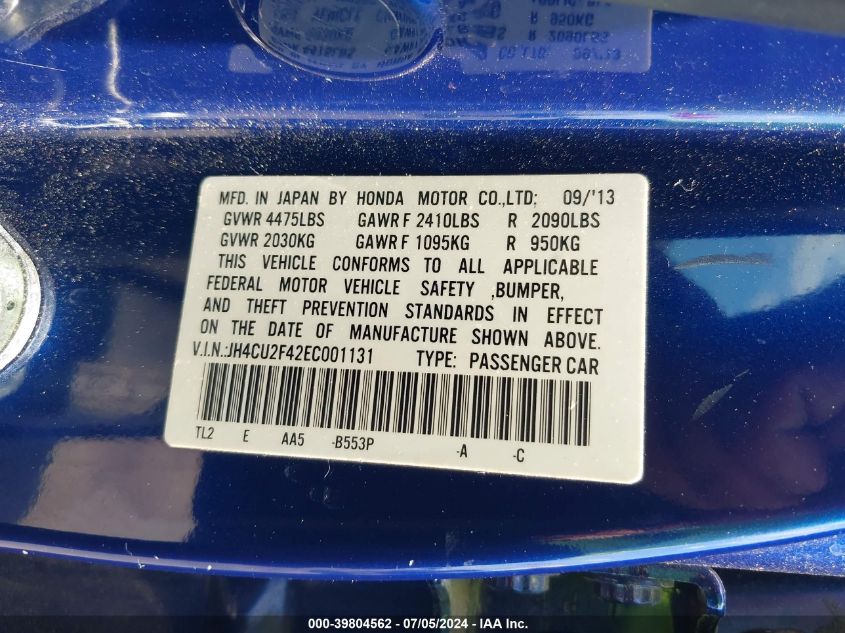 MFD. IN JAPAN BY HONDA MOTOR CO.,LTD; 09/'13
GVWR 4475LBS GAWR F 2410LBS R 2090LBS
GVWR 2030KG GAWR F 1095KG R 950KG
THIS VEHICLE CONFORMS TO ALL APPLICABLE
FEDERAL MOTOR VEHICLE SAFETY ,BUMPER,
AND THEFT PREVENTION STANDARDS IN EFFECT
ON THE DATE OF MANUFACTURE SHOWN ABOVE.
V.I.N.:JH4CU2F42EC001131 TYPE: PASSENGER CAR
TL2 E AA5 -B553P -A -C
000-39804562 - 07/05/2024 - IAA Inc.